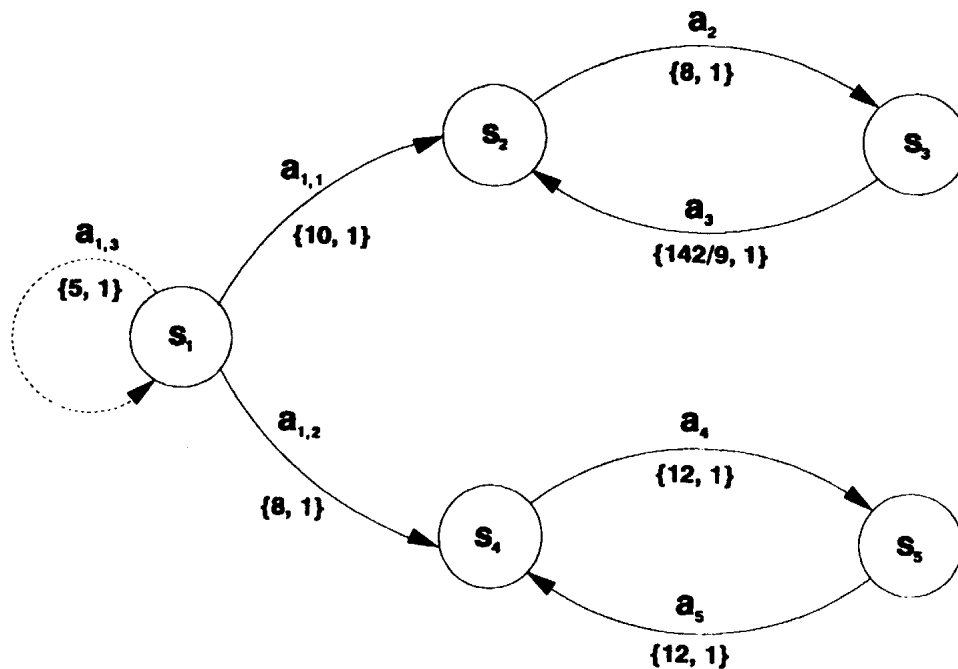 a₂
{8, 1}
S₂
S₃
a₁,₁
a₃
{10, 1}
{142/9, 1}
a₁,₃
{5, 1}
S₁
a₁,₂
a₄
{8, 1}
{12, 1}
S₄
S₅
a₅
{12, 1}